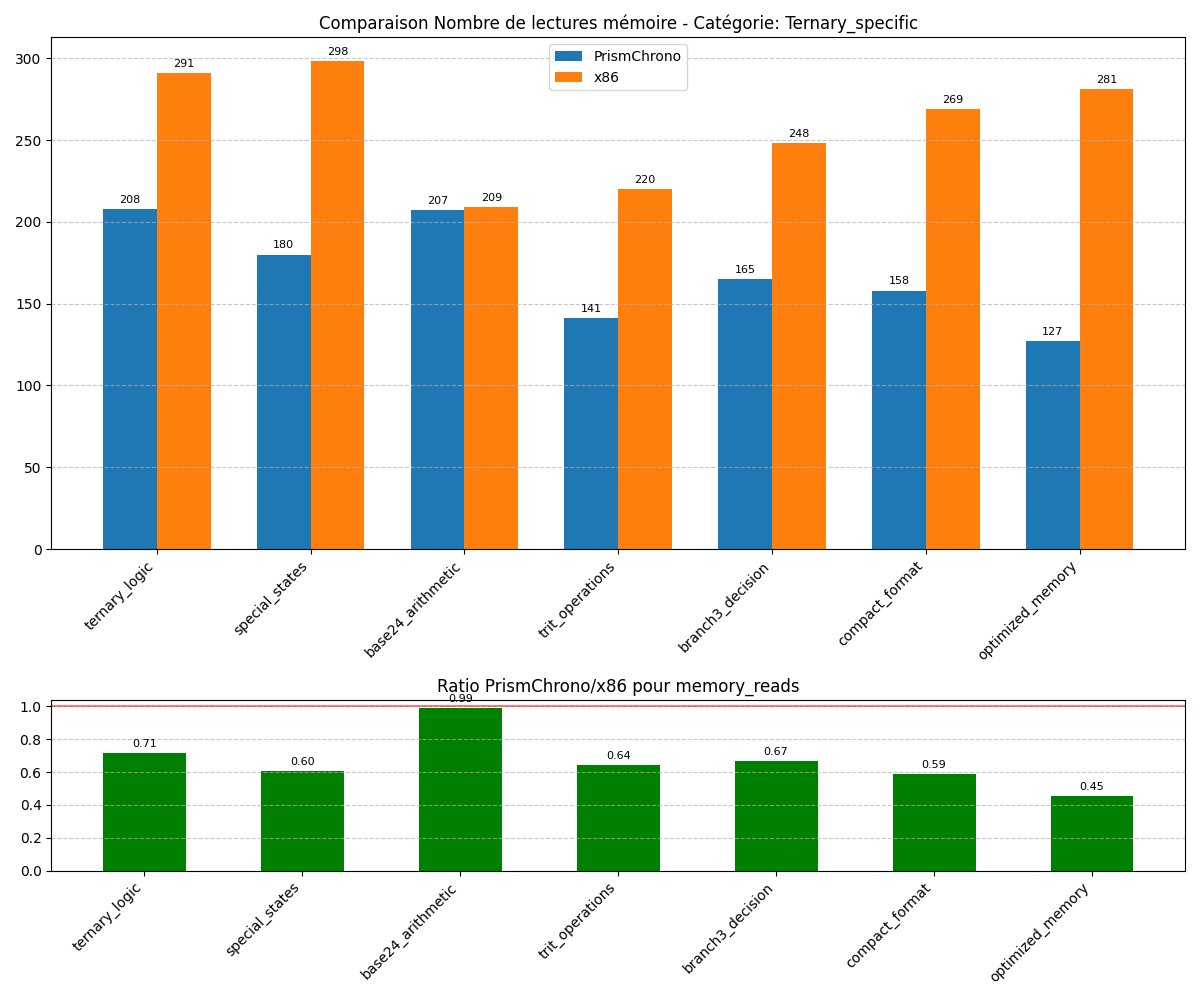 Comparaison Nombre de lectures mémoire - Catégorie: Ternary_specific
PrismChrono
x86
300
250
200
150
100
50
0
208
291
180
298
207
209
141
220
165
248
158
269
127
281
ternary_logic
special_states
base24_arithmetic
trit_operations
branch3_decision
compact_format
optimized_memory
Ratio PrismChrono/x86 pour memory_reads
1.0
0.8
0.6
0.4
0.2
0.0
0.71
0.60
0.99
0.64
0.67
0.59
0.45
ternary_logic
special_states
base24_arithmetic
trit_operations
branch3_decision
compact_format
optimized_memory